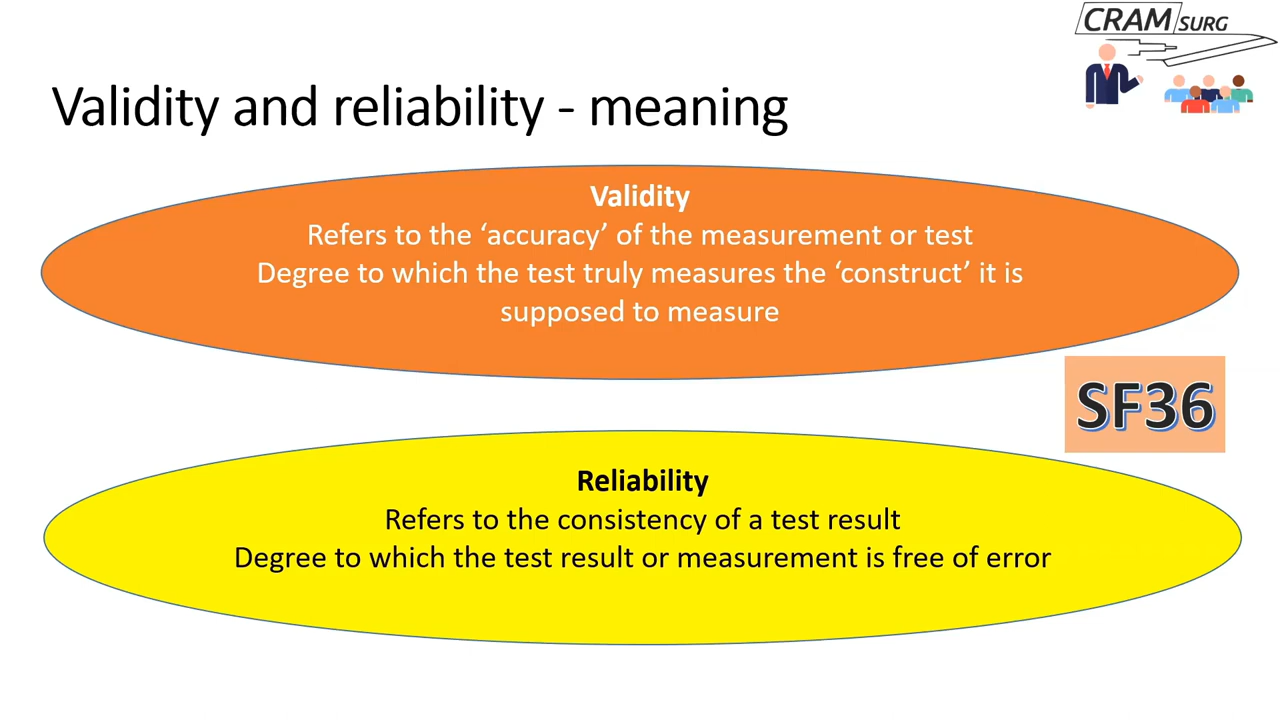 CRAM SURG
Validity and reliability - meaning
Validity
Refers to the ‘accuracy’ of the measurement or test
Degree to which the test truly measures the ‘construct’ it is
supposed to measure
SF36
Reliability
Refers to the consistency of a test result
Degree to which the test result or measurement is free of error